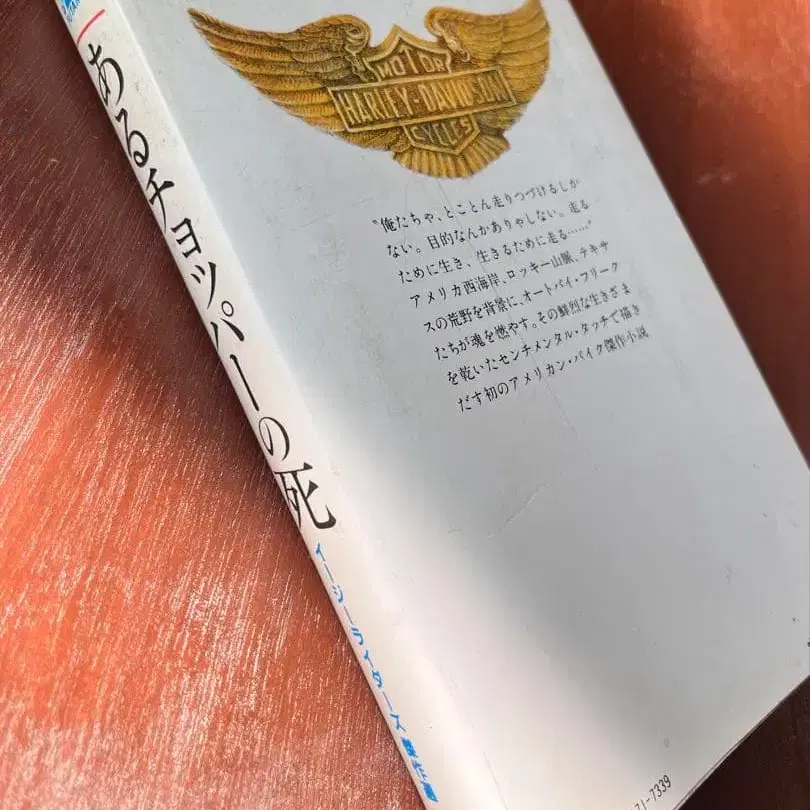 あるチョッパーの死
イージーライダーズ
MOTOR
HARLEY-DAVIDSON
CYCLES
“俺たちゃ、とことん走りつづけるしか
ない。目的なんかありゃしない。走る
ために生き、生きるために走る……”
アメリカ西海岸、ロッキー山脈、テキサ
スの荒野を背景に、オートバイ・フリーク
たちが魂を燃やす。その鮮烈な生きざま
を乾いたセンチメンタル・タッチで描き
だす初のアメリカン・バイク傑作小説
71-7339